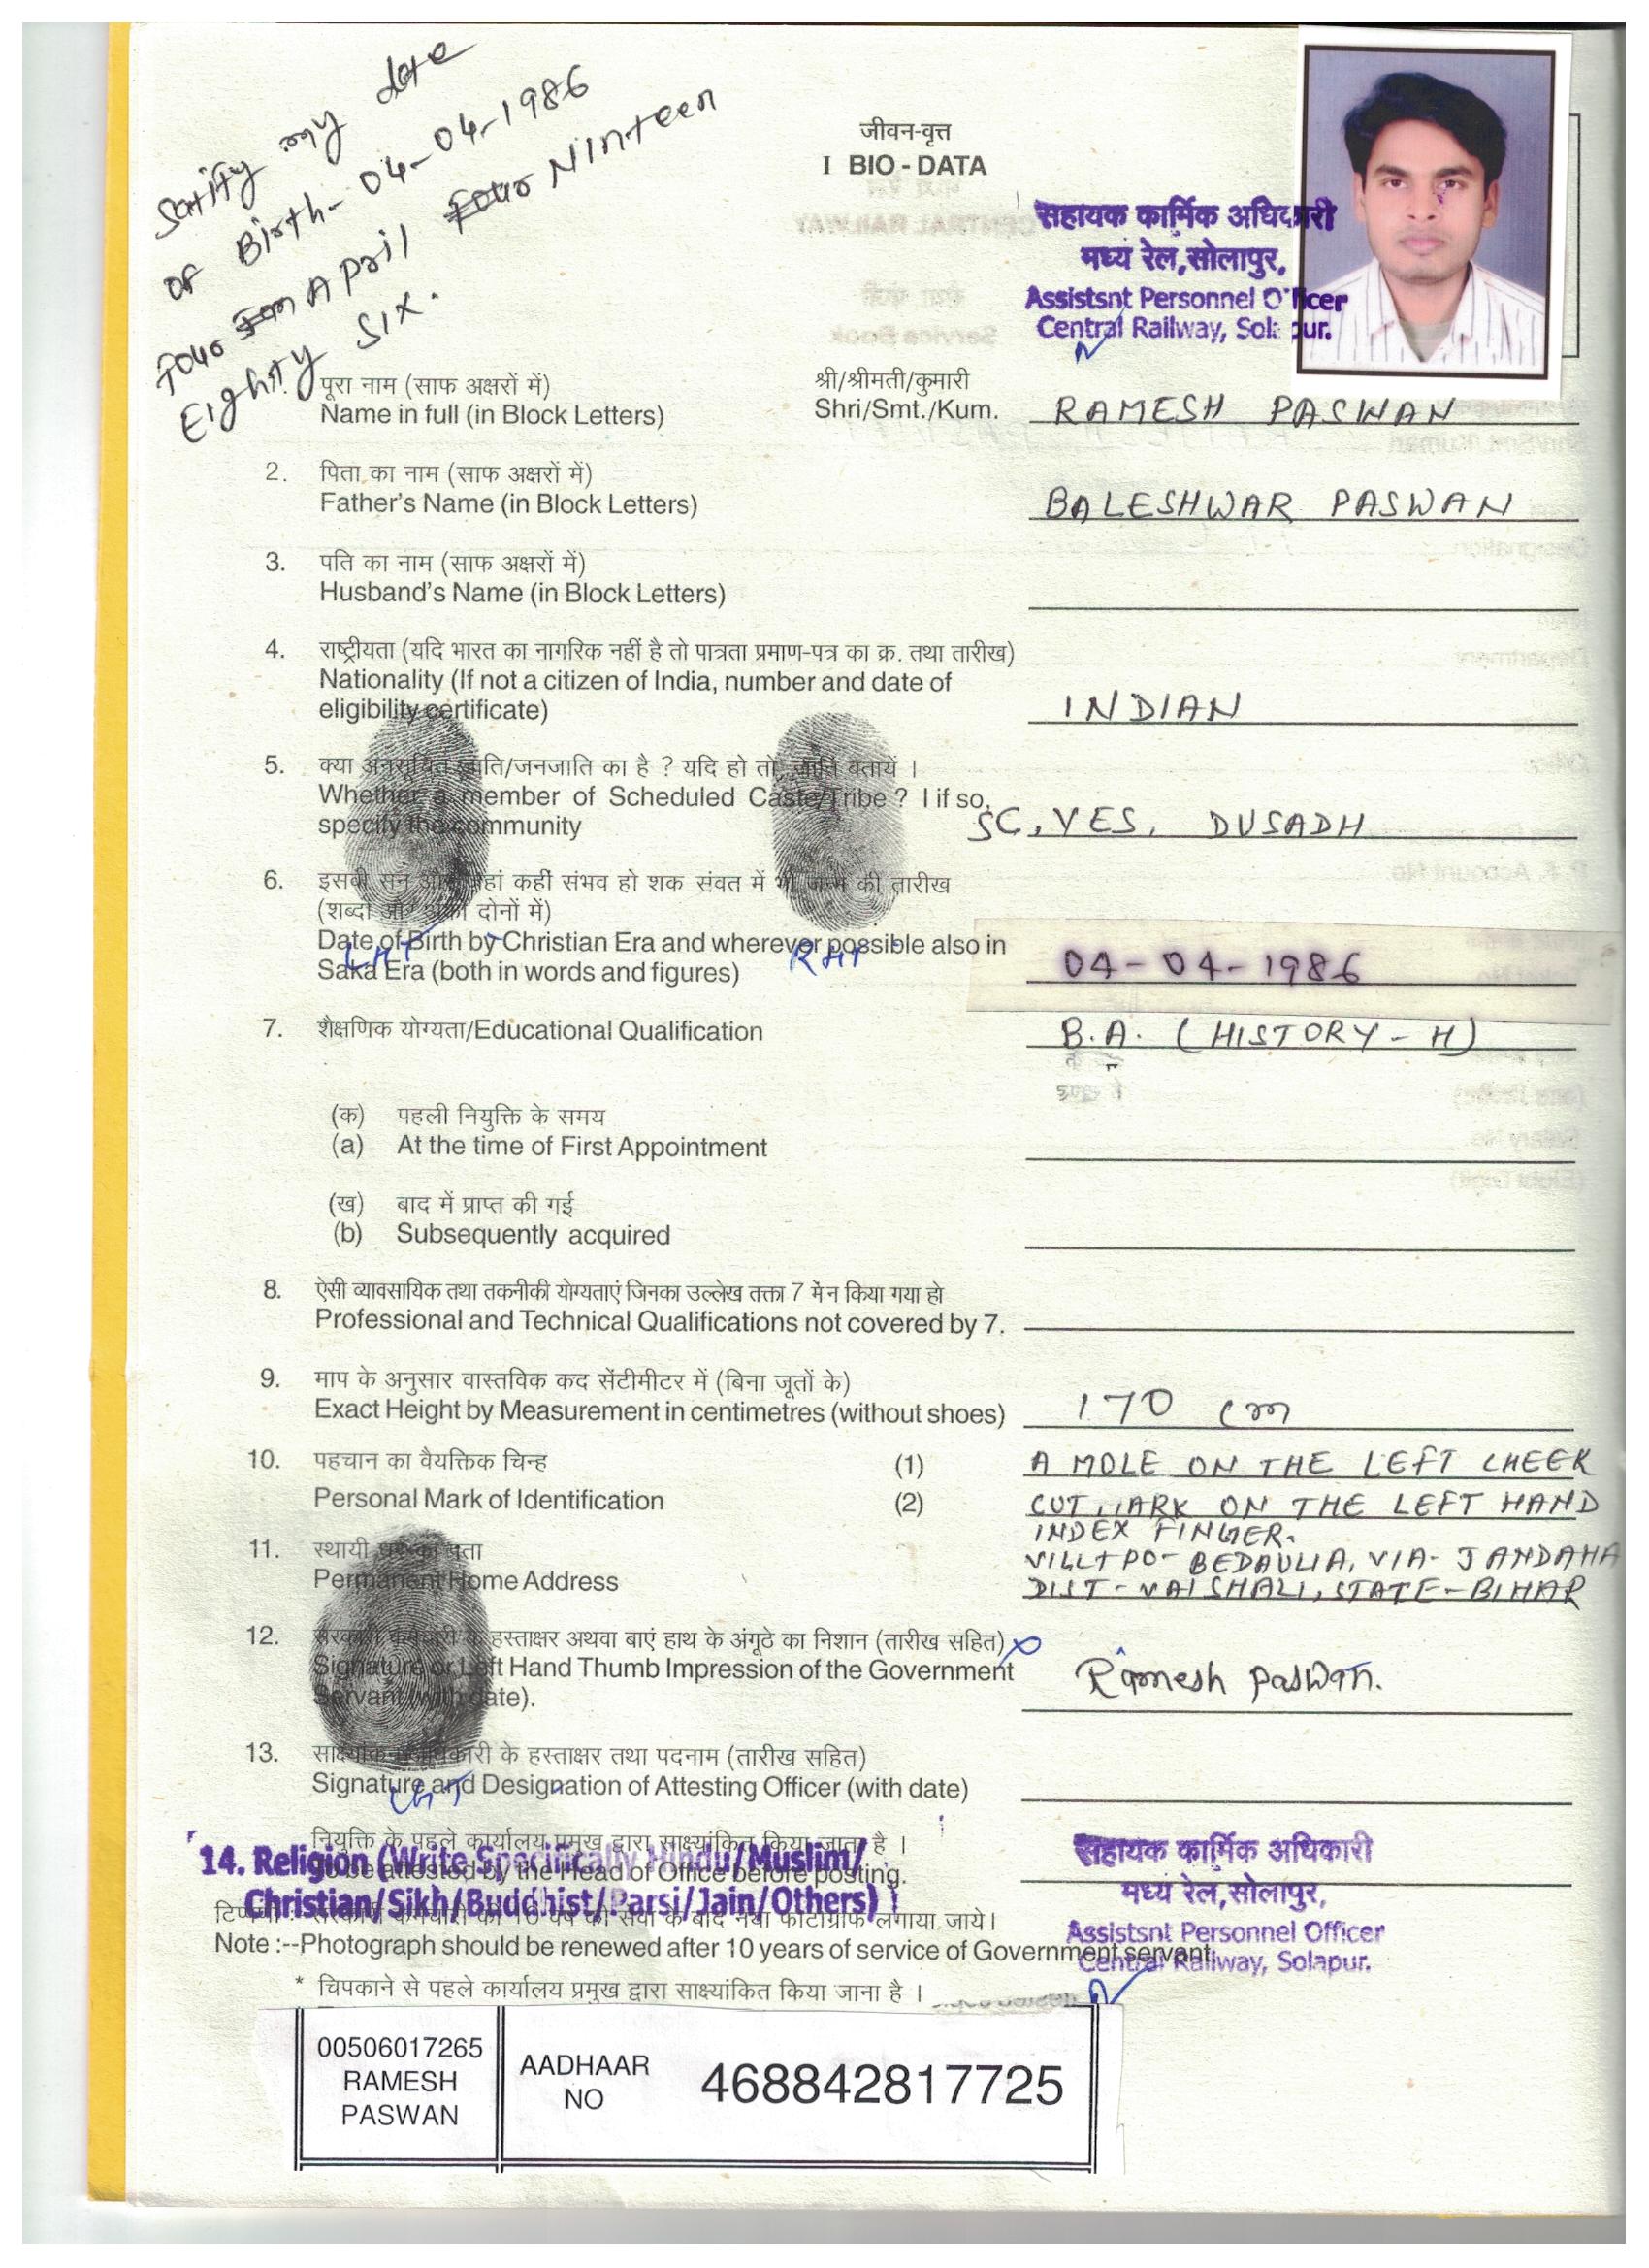 Satify my date
of Birth- 04-04-1986
Four April Ninteen
Eighty Six.
जीवन-वृत्त
I BIO - DATA
सहायक कार्मिक अधिकारी
मध्य रेल,सोलापुर,
Assistsnt Personnel Officer
Central Railway, Solapur.
पूरा नाम (साफ अक्षरों में) श्री/श्रीमती/कुमारी
Name in full (in Block Letters) Shri/Smt./Kum. RAMESH PASWAN
2. पिता का नाम (साफ अक्षरों में)
Father's Name (in Block Letters) BALESHWAR PASWAN
3. पति का नाम (साफ अक्षरों में)
Husband's Name (in Block Letters)
4. राष्ट्रीयता (यदि भारत का नागरिक नहीं है तो पात्रता प्रमाण-पत्र का क्र. तथा तारीख)
Nationality (If not a citizen of India, number and date of
eligibility certificate) INDIAN
5. क्या अनुसूचित जाति/जनजाति का है ? यदि हो तो, जाति बतायें ।
Whether a member of Scheduled Caste/Tribe ? I if so,
specify the community SC, YES, DUSADH
6. इसवी सन और जहां कहीं संभव हो शक संवत में भी जन्म की तारीख
(शब्दों और अंकों दोनों में)
Date of Birth by Christian Era and wherever possible also in
Saka Era (both in words and figures) 04-04-1986
LHT RHT
7. शैक्षणिक योग्यता/Educational Qualification B.A. (HISTORY - H)
(क) पहली नियुक्ति के समय
(a) At the time of First Appointment
(ख) बाद में प्राप्त की गई
(b) Subsequently acquired
8. ऐसी व्यावसायिक तथा तकनीकी योग्यताएं जिनका उल्लेख तक्ता 7 में न किया गया हो
Professional and Technical Qualifications not covered by 7.
9. माप के अनुसार वास्तविक कद सेंटीमीटर में (बिना जूतों के)
Exact Height by Measurement in centimetres (without shoes) 170 cm
10. पहचान का वैयक्तिक चिन्ह (1) A MOLE ON THE LEFT CHEEK
Personal Mark of Identification (2) CUT MARK ON THE LEFT HAND
INDEX FINGER.
11. स्थायी घर का पता VILL+PO- BEDAULIA, VIA- JANDAHA
Permanent Home Address DIST-VAISHALI, STATE-BIHAR
12. सरकारी कर्मचारी के हस्ताक्षर अथवा बाएं हाथ के अंगूठे का निशान (तारीख सहित)
Signature or Left Hand Thumb Impression of the Government Ramesh Paswan.
Servant (with date).
13. साक्ष्यांकन अधिकारी के हस्ताक्षर तथा पदनाम (तारीख सहित)
Signature and Designation of Attesting Officer (with date)
LHT
नियुक्ति के पहले कार्यालय प्रमुख द्वारा साक्ष्यांकित किया जाता है ।
To be attested by the Head of Office before posting.
14. Religion (Write Specifically Hindu/Muslim/
Christian/Sikh/Buddhist/Parsi/Jain/Others)
सहायक कार्मिक अधिकारी
मध्य रेल,सोलापुर,
Assistsnt Personnel Officer
Central Railway, Solapur.
टिप्पणी : सरकारी कर्मचारी की 10 वर्ष की सेवा के बाद नया फोटोग्राफ लगाया जाये।
Note :--Photograph should be renewed after 10 years of service of Government servant
* चिपकाने से पहले कार्यालय प्रमुख द्वारा साक्ष्यांकित किया जाना है ।
00506017265
RAMESH
PASWAN
AADHAAR
NO
468842817725